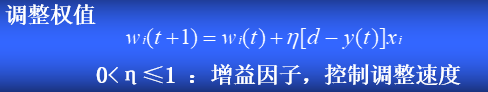 调整权值
wi(t+1) = wi(t) + η[d − y(t)]xi
0< η ≤1 ：增益因子，控制调整速度